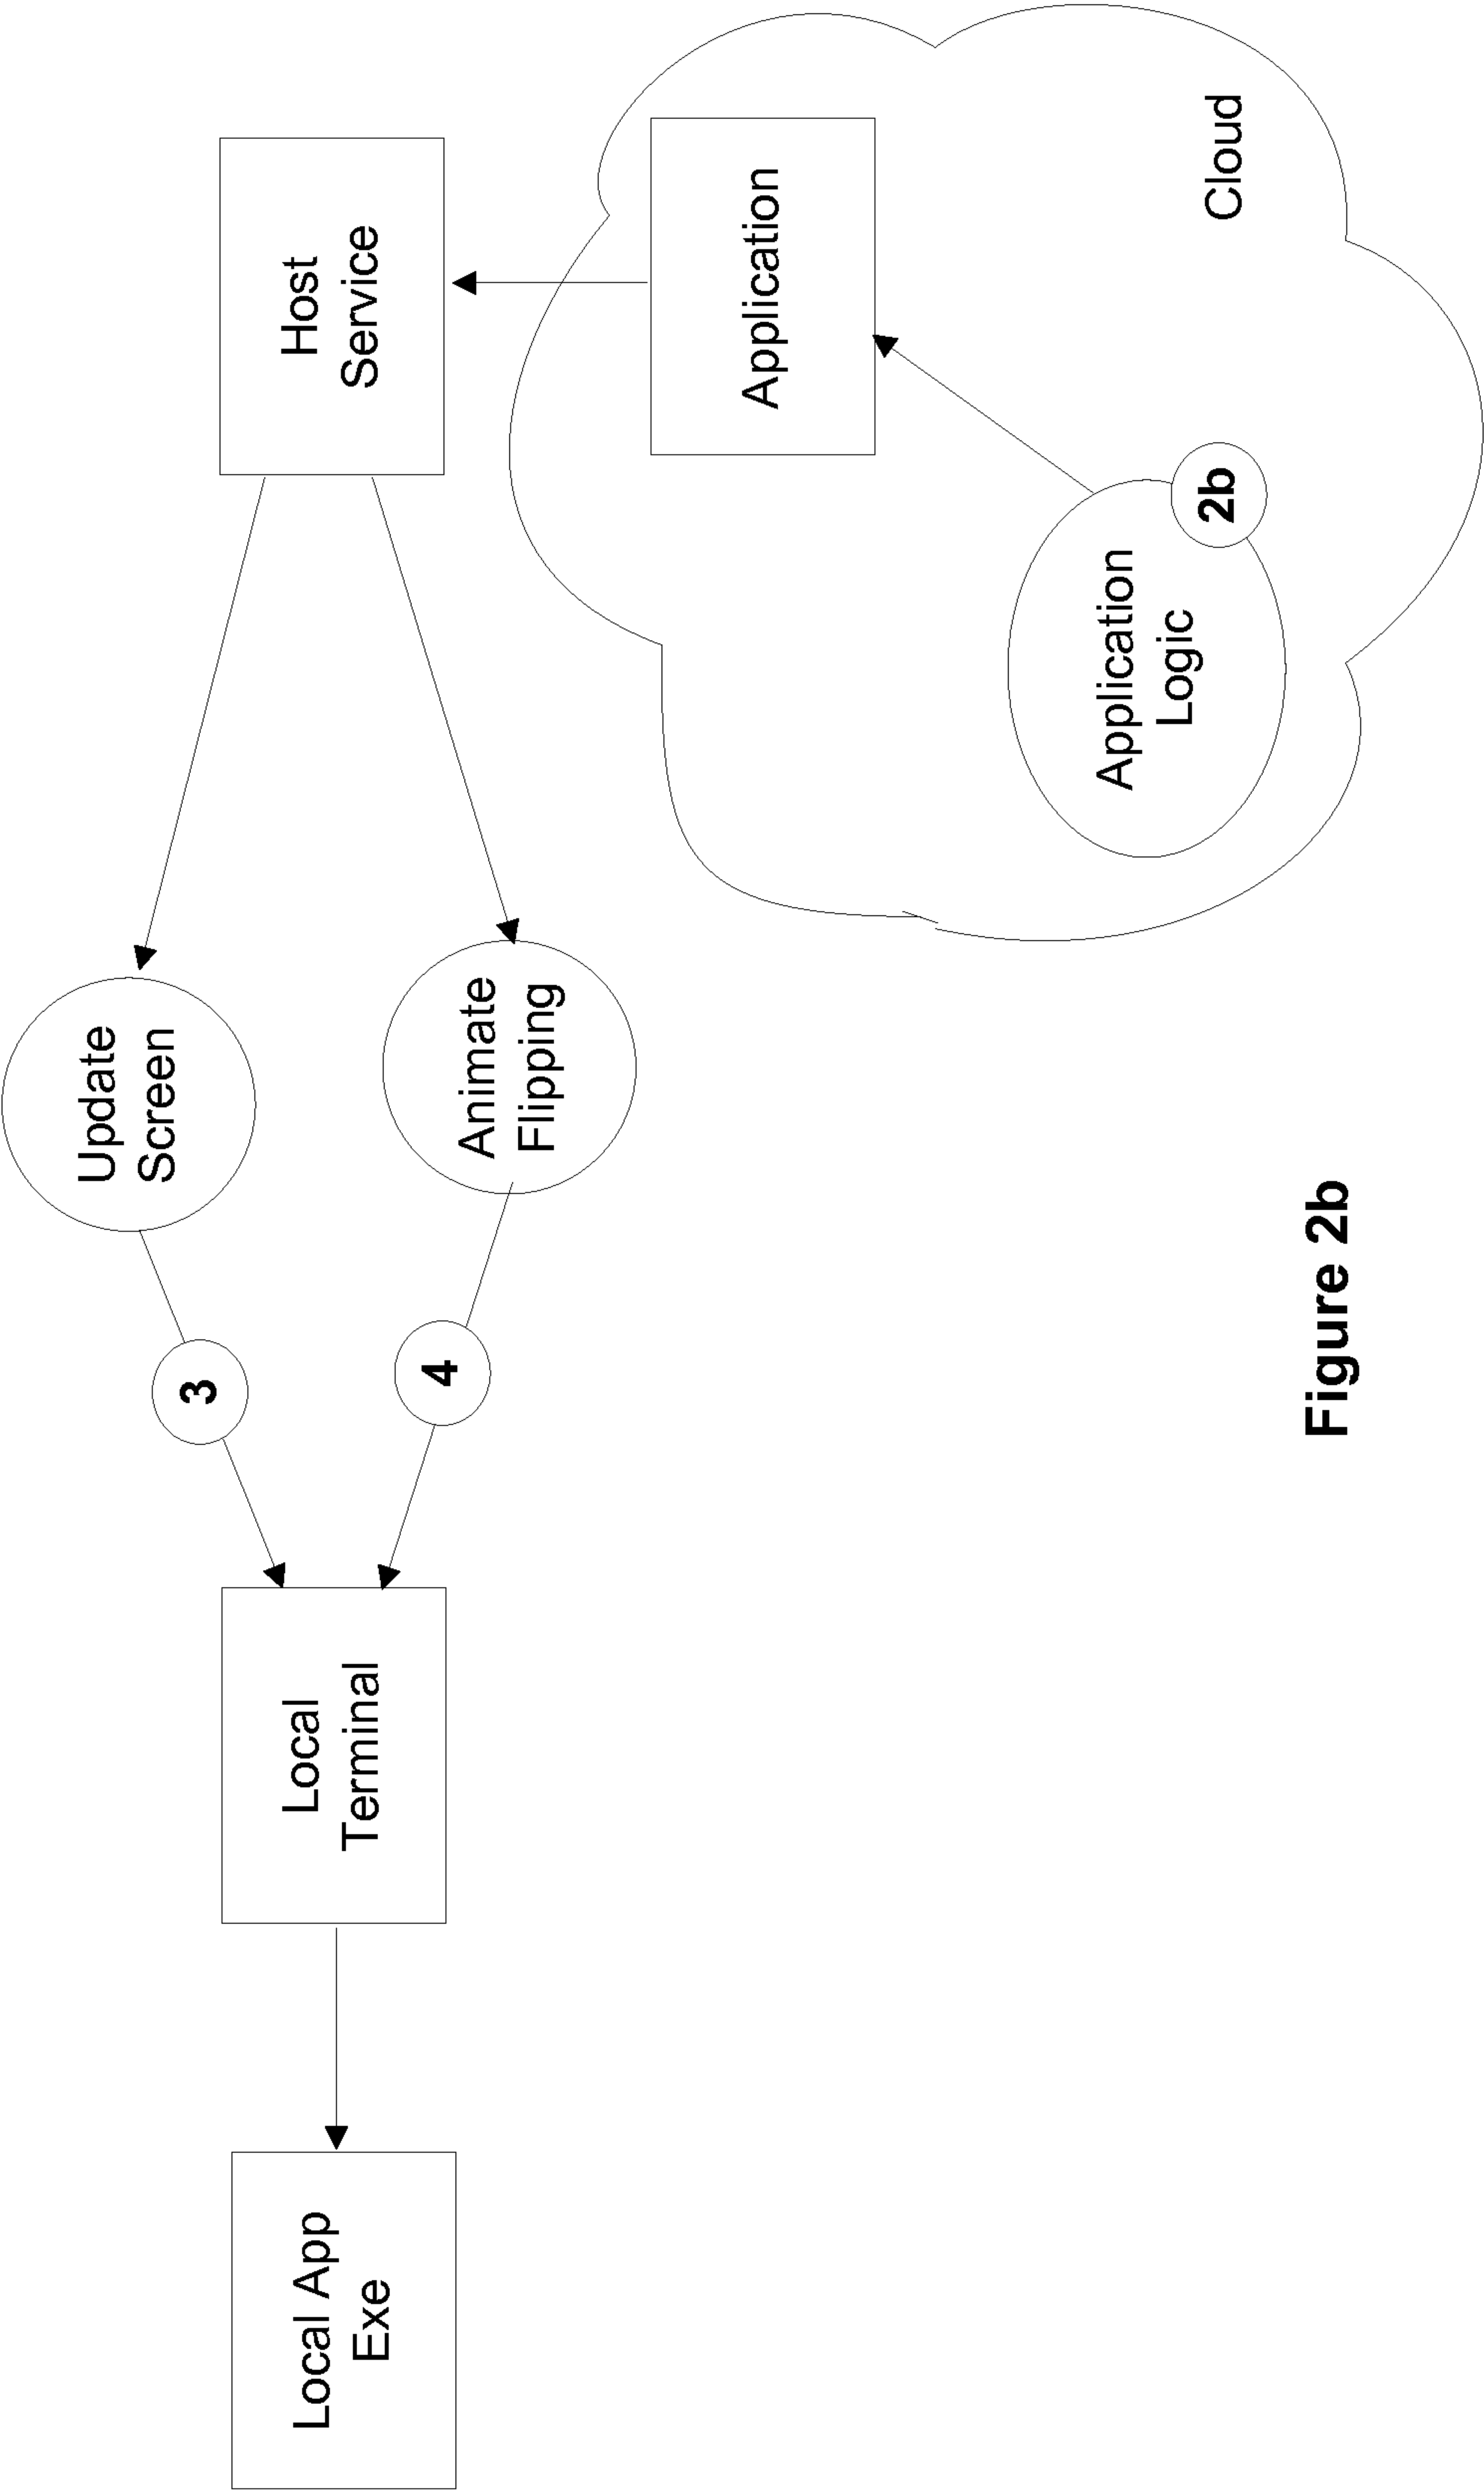 Local App
Exe
Local
Terminal
3
4
Update
Screen
Animate
Flipping
Host
Service
Application
Application
Logic
2b
Cloud
Figure 2b